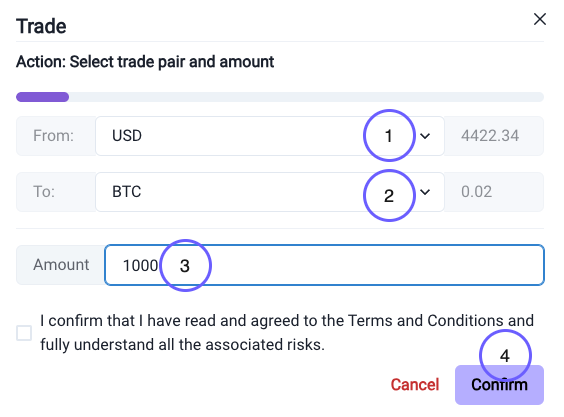 Trade
Action: Select trade pair and amount
From: USD 1 4422.34
To: BTC 2 0.02
Amount 1000 3
I confirm that I have read and agreed to the Terms and Conditions and
fully understand all the associated risks.
4
Cancel Confirm